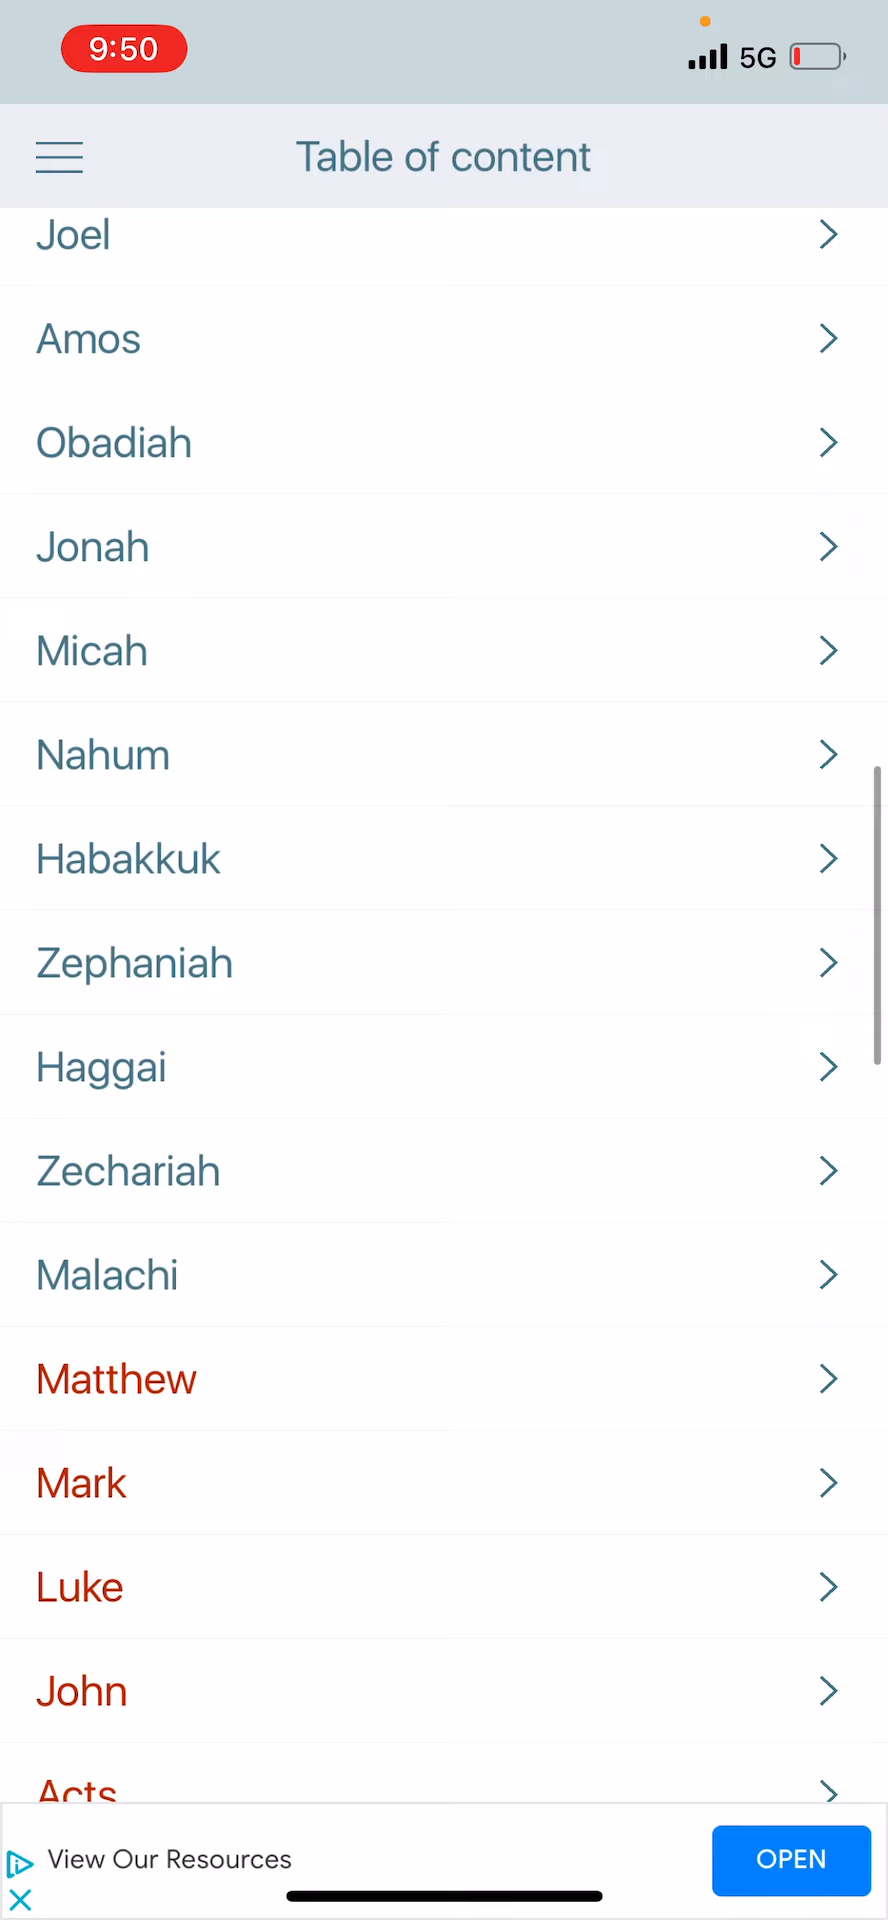 9:50
5G
Table of content
Joel
Amos
Obadiah
Jonah
Micah
Nahum
Habakkuk
Zephaniah
Haggai
Zechariah
Malachi
Matthew
Mark
Luke
John
Acts
View Our Resources
OPEN